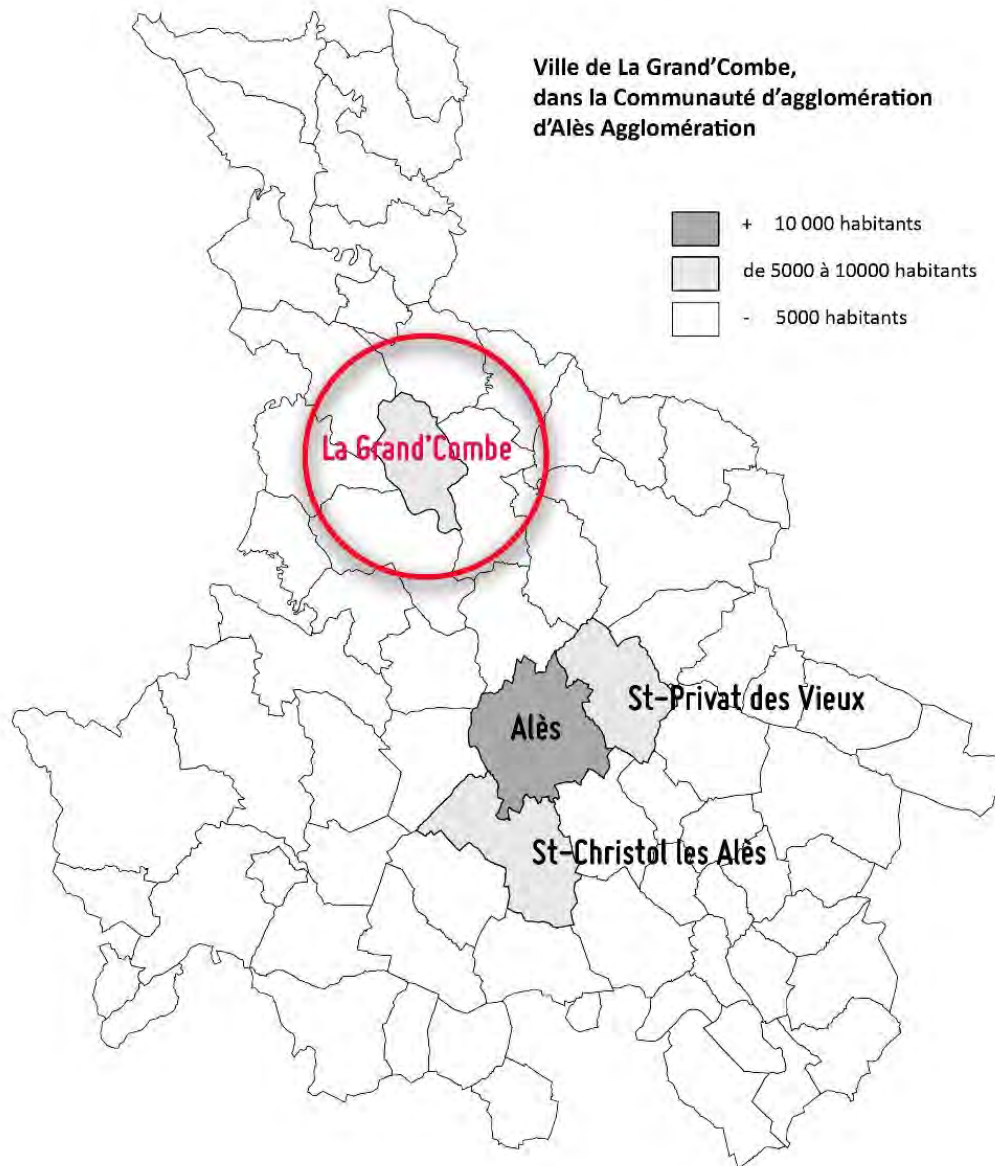 Ville de La Grand'Combe,
dans la Communauté d'agglomération
d'Alès Agglomération
+ 10 000 habitants
de 5000 à 10000 habitants
- 5000 habitants
La Grand'Combe
St-Privat des Vieux
Alès
St-Christol les Alès